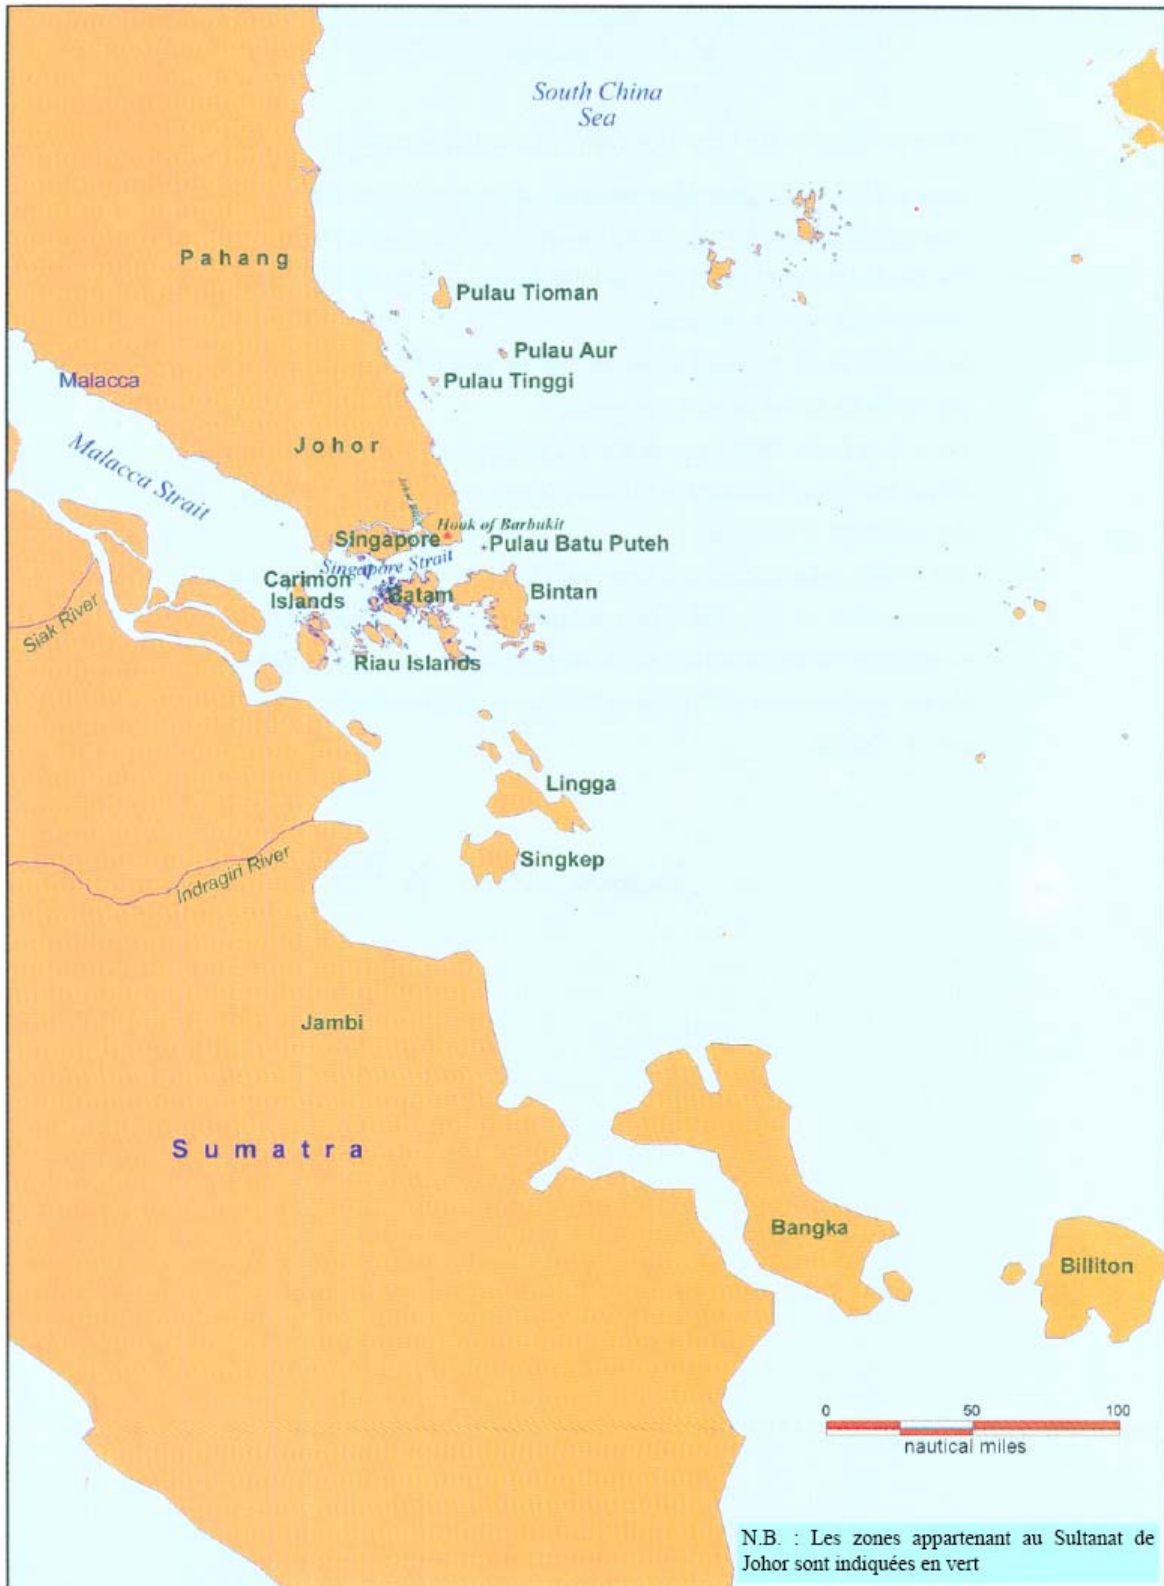 South China
Sea
Pahang
Pulau Tioman
Pulau Aur
Pulau Tinggi
Malacca
Malacca Strait
Johor
Johor River
Hook of Barbukit
Singapore
Pulau Batu Puteh
Singapore Strait
Carimon
Islands
Batam
Bintan
Siak River
Riau Islands
Lingga
Singkep
Indragiri River
Jambi
Sumatra
Bangka
Billiton
0 50 100
nautical miles
N.B. : Les zones appartenant au Sultanat de
Johor sont indiquées en vert